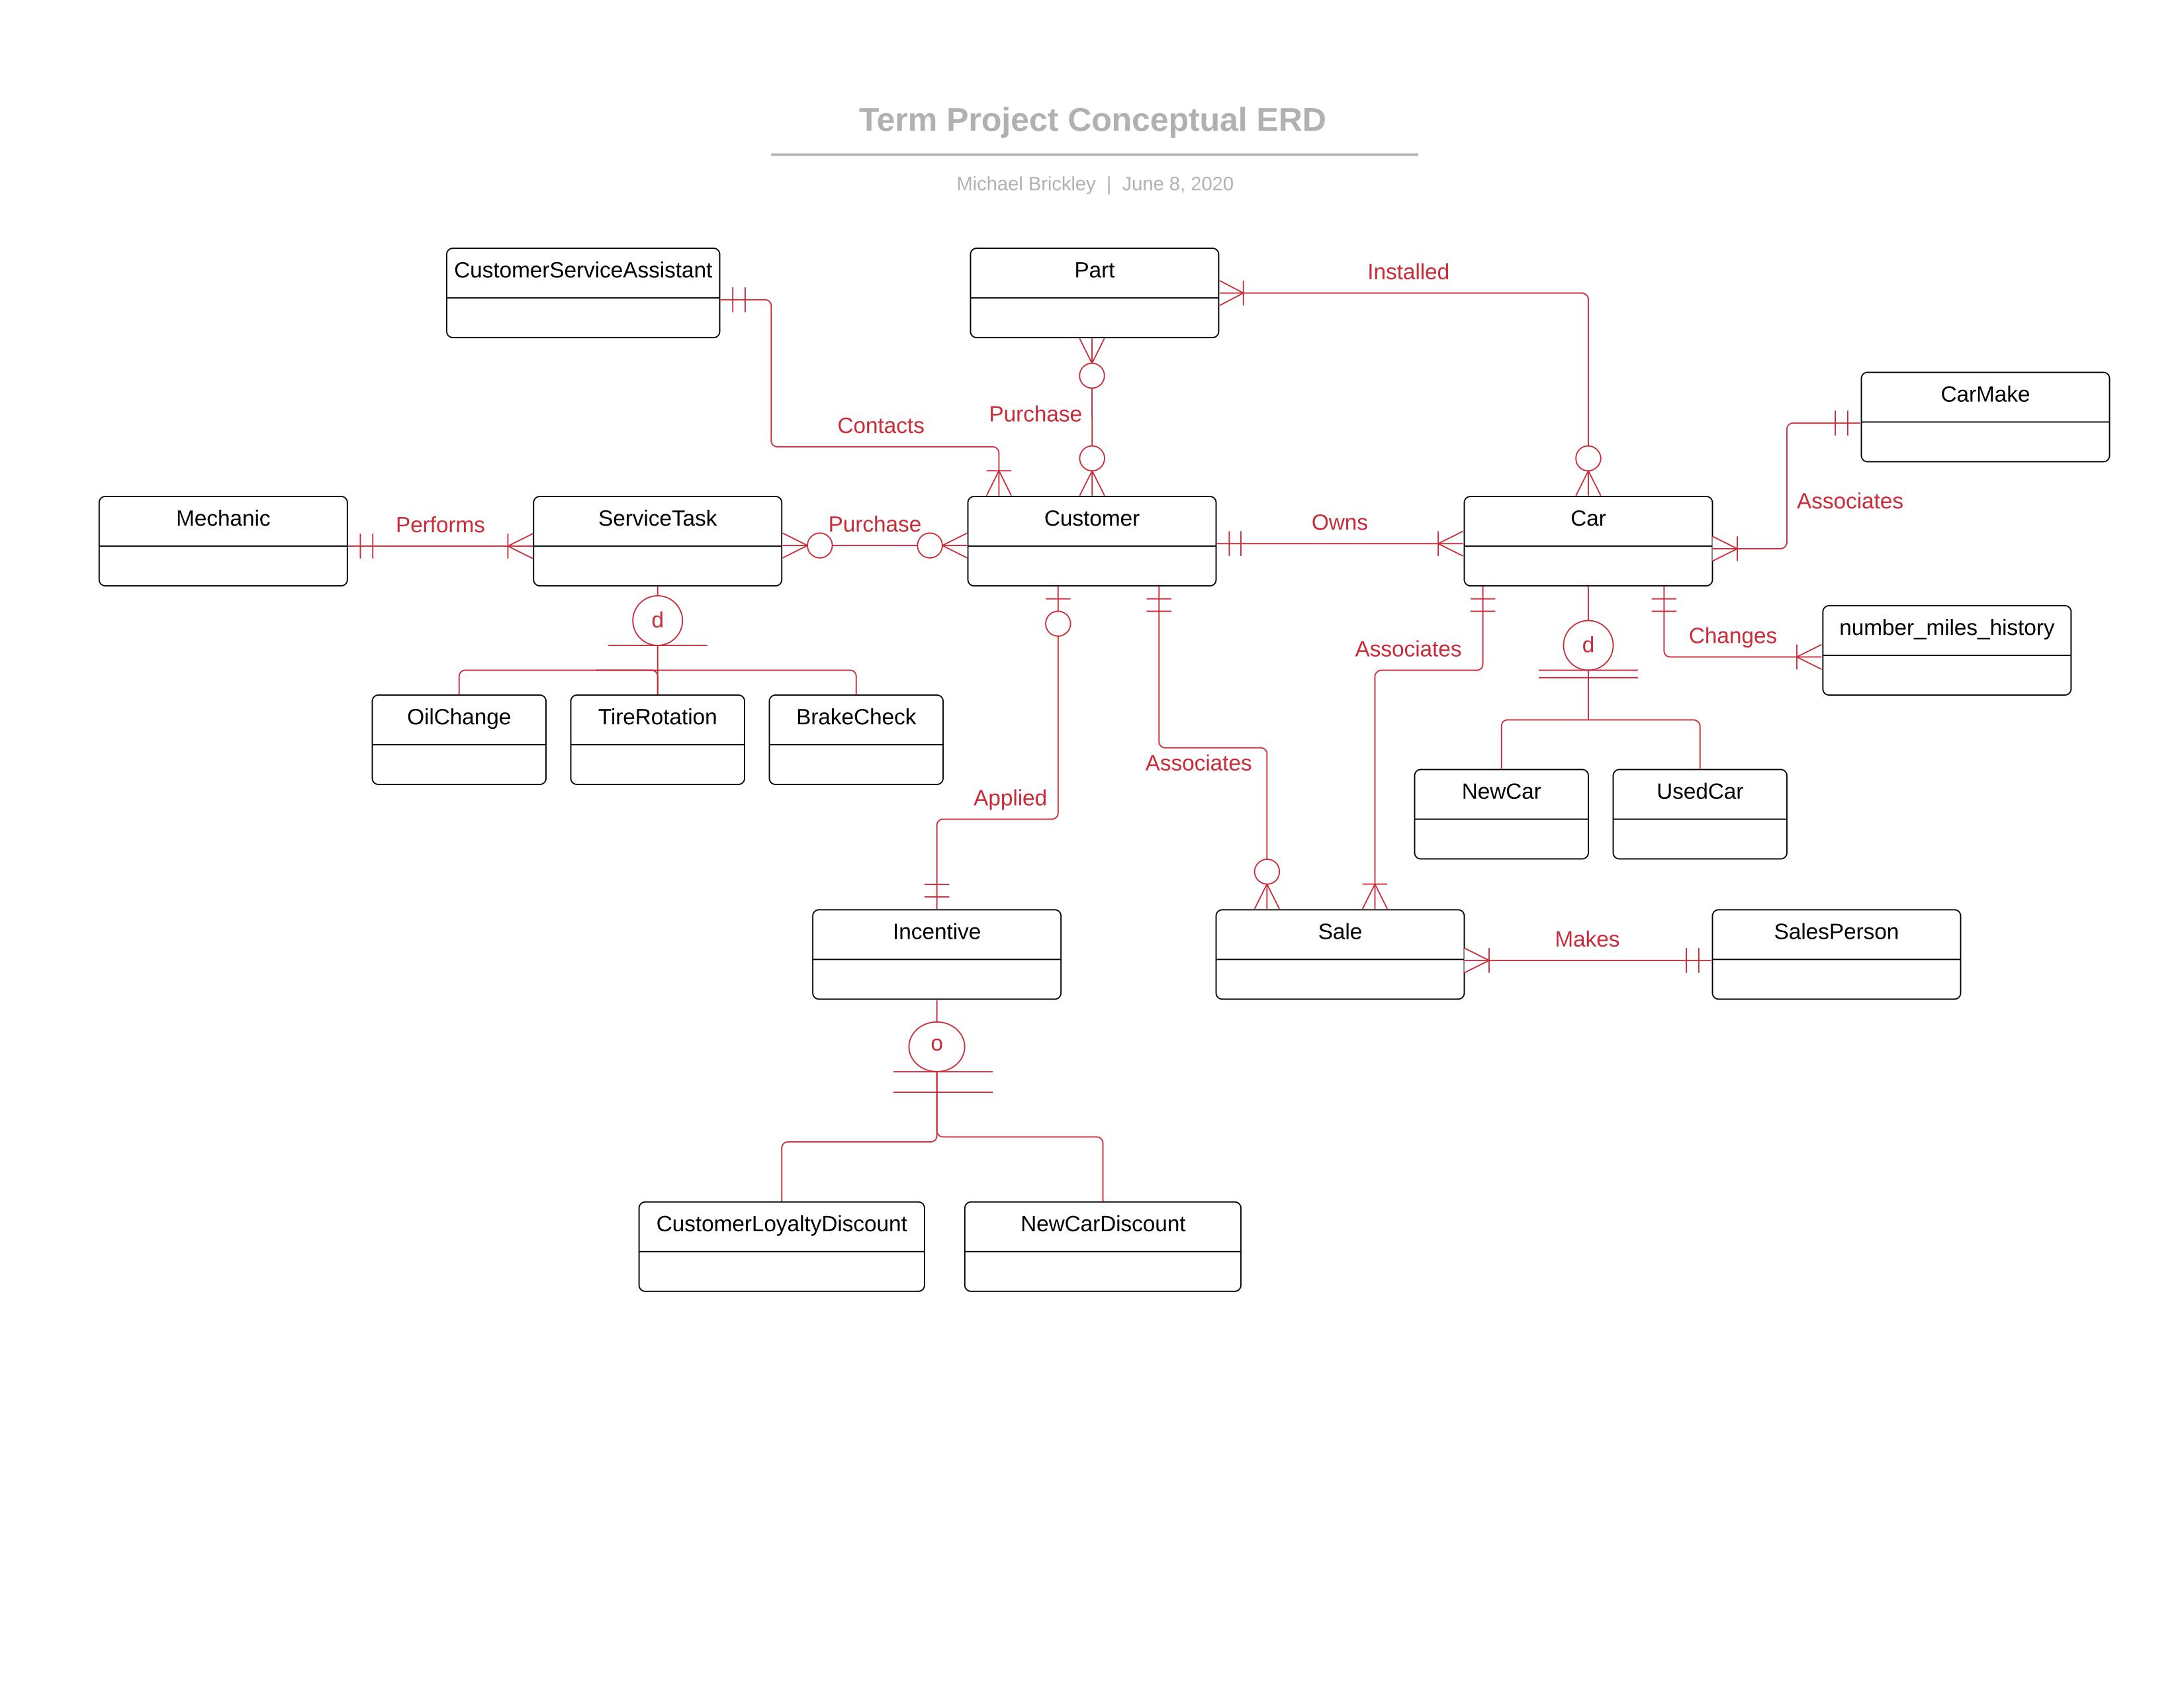 Term Project Conceptual ERD
Michael Brickley | June 8, 2020
CustomerServiceAssistant
Part
Installed
CarMake
Contacts
Purchase
Associates
Mechanic
Performs
ServiceTask
Purchase
Customer
Owns
Car
d
Associates
d
Changes
number_miles_history
OilChange
TireRotation
BrakeCheck
Associates
Applied
NewCar
UsedCar
Incentive
Sale
Makes
SalesPerson
o
CustomerLoyaltyDiscount
NewCarDiscount